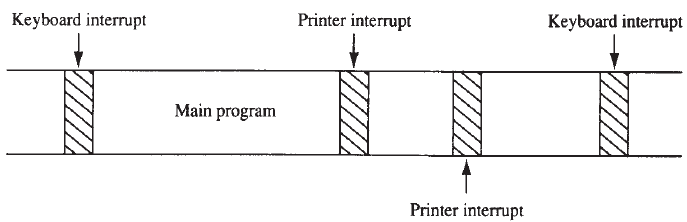 Keyboard interrupt
Printer interrupt
Keyboard interrupt
Main program
Printer interrupt